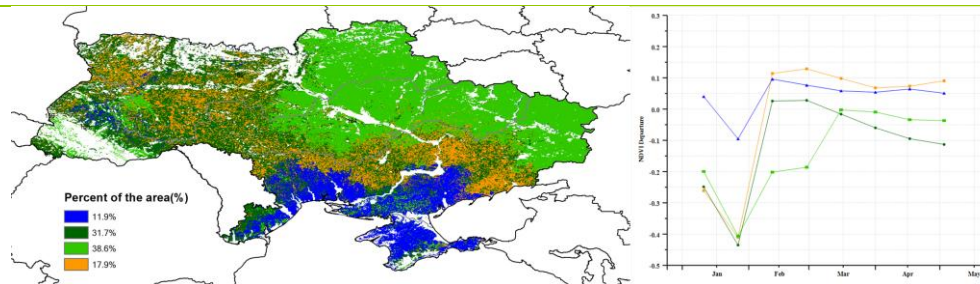 Percent of the area(%)
11.9%
31.7%
38.6%
17.9%
NDVI Departure
0.3
0.2
0.1
0.0
-0.1
-0.2
-0.3
-0.4
-0.5
Jan
Feb
Mar
Apr
May